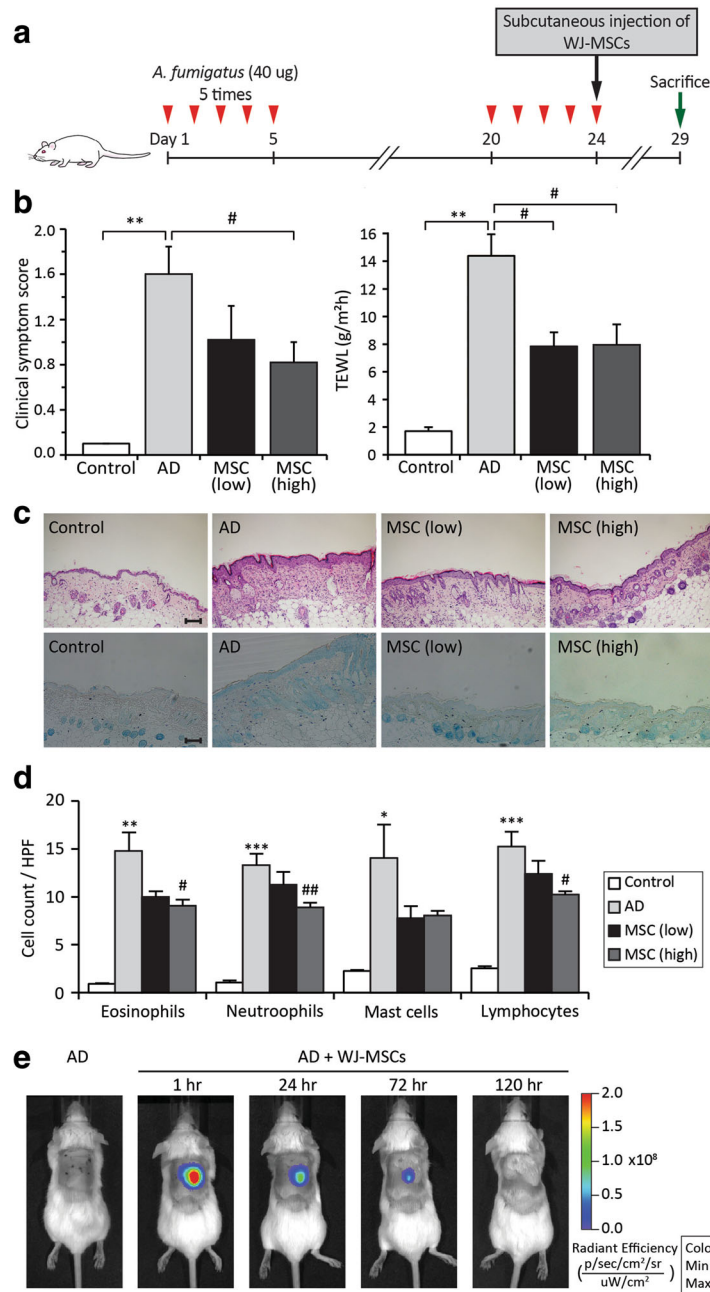 a
Subcutaneous injection of
WJ-MSCs
A. fumigatus (40 ug)
5 times
Sacrifice
Day 1 5 20 24 29
b
** #
Clinical symptom score
2.0
1.6
1.2
0.8
0.4
0.0
Control AD MSC (low) MSC (high)
#
** #
TEWL (g/m²h)
16
14
12
10
8
6
4
2
0
Control AD MSC (low) MSC (high)
c
Control AD MSC (low) MSC (high)
Control AD MSC (low) MSC (high)
d
Cell count / HPF
20
15
10
5
0
** # *** ## * *** #
Eosinophils Neutroophils Mast cells Lymphocytes
Control
AD
MSC (low)
MSC (high)
e
AD AD + WJ-MSCs
1 hr 24 hr 72 hr 120 hr
2.0
1.0 x10⁸
0.0
Radiant Efficiency
(p/sec/cm²/sr
uW/cm²)
Colo
Min
Max